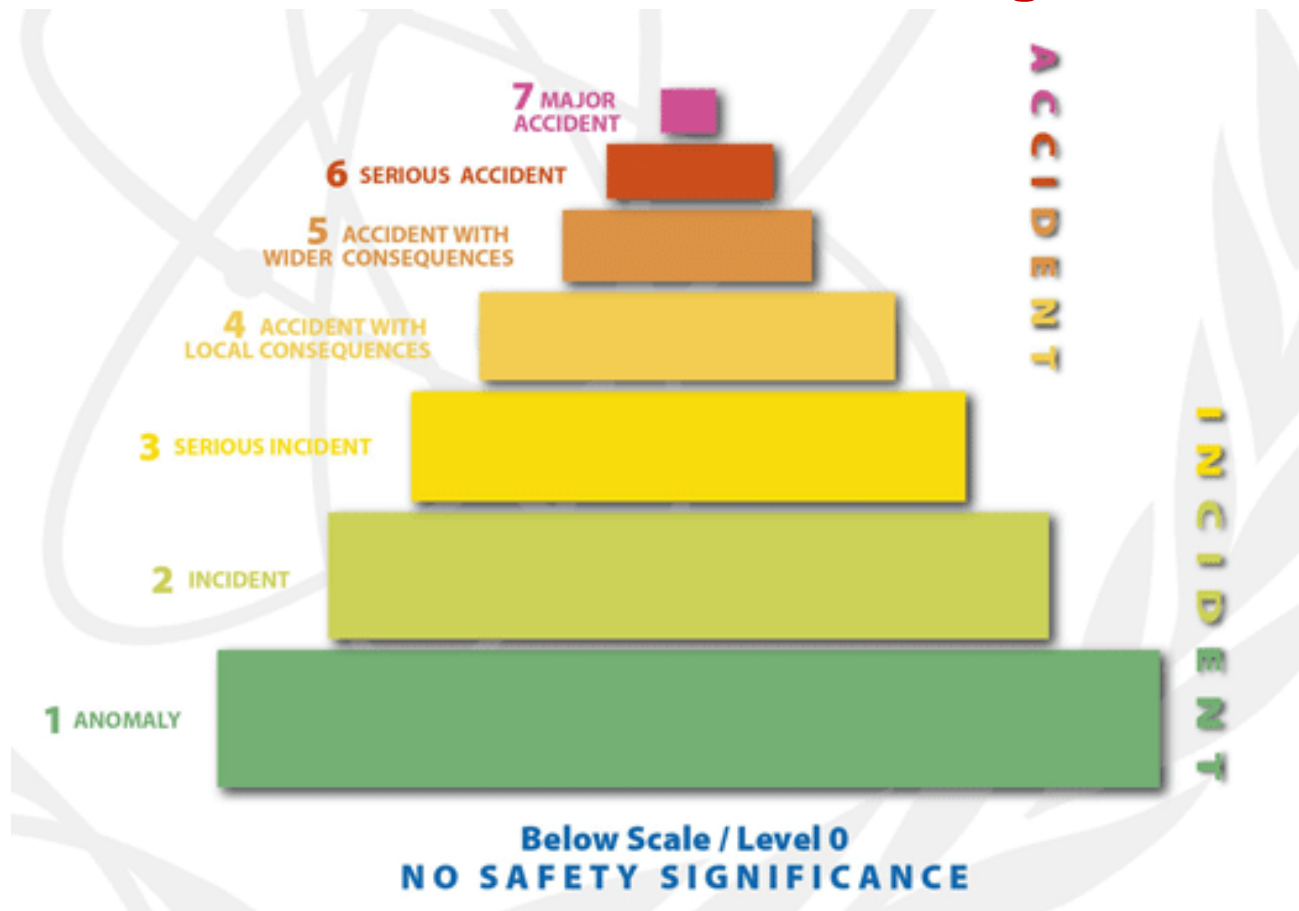 7 MAJOR
ACCIDENT
6 SERIOUS ACCIDENT
5 ACCIDENT WITH
WIDER CONSEQUENCES
4 ACCIDENT WITH
LOCAL CONSEQUENCES
3 SERIOUS INCIDENT
2 INCIDENT
1 ANOMALY
ACCIDENT
INCIDENT
Below Scale / Level 0
NO SAFETY SIGNIFICANCE